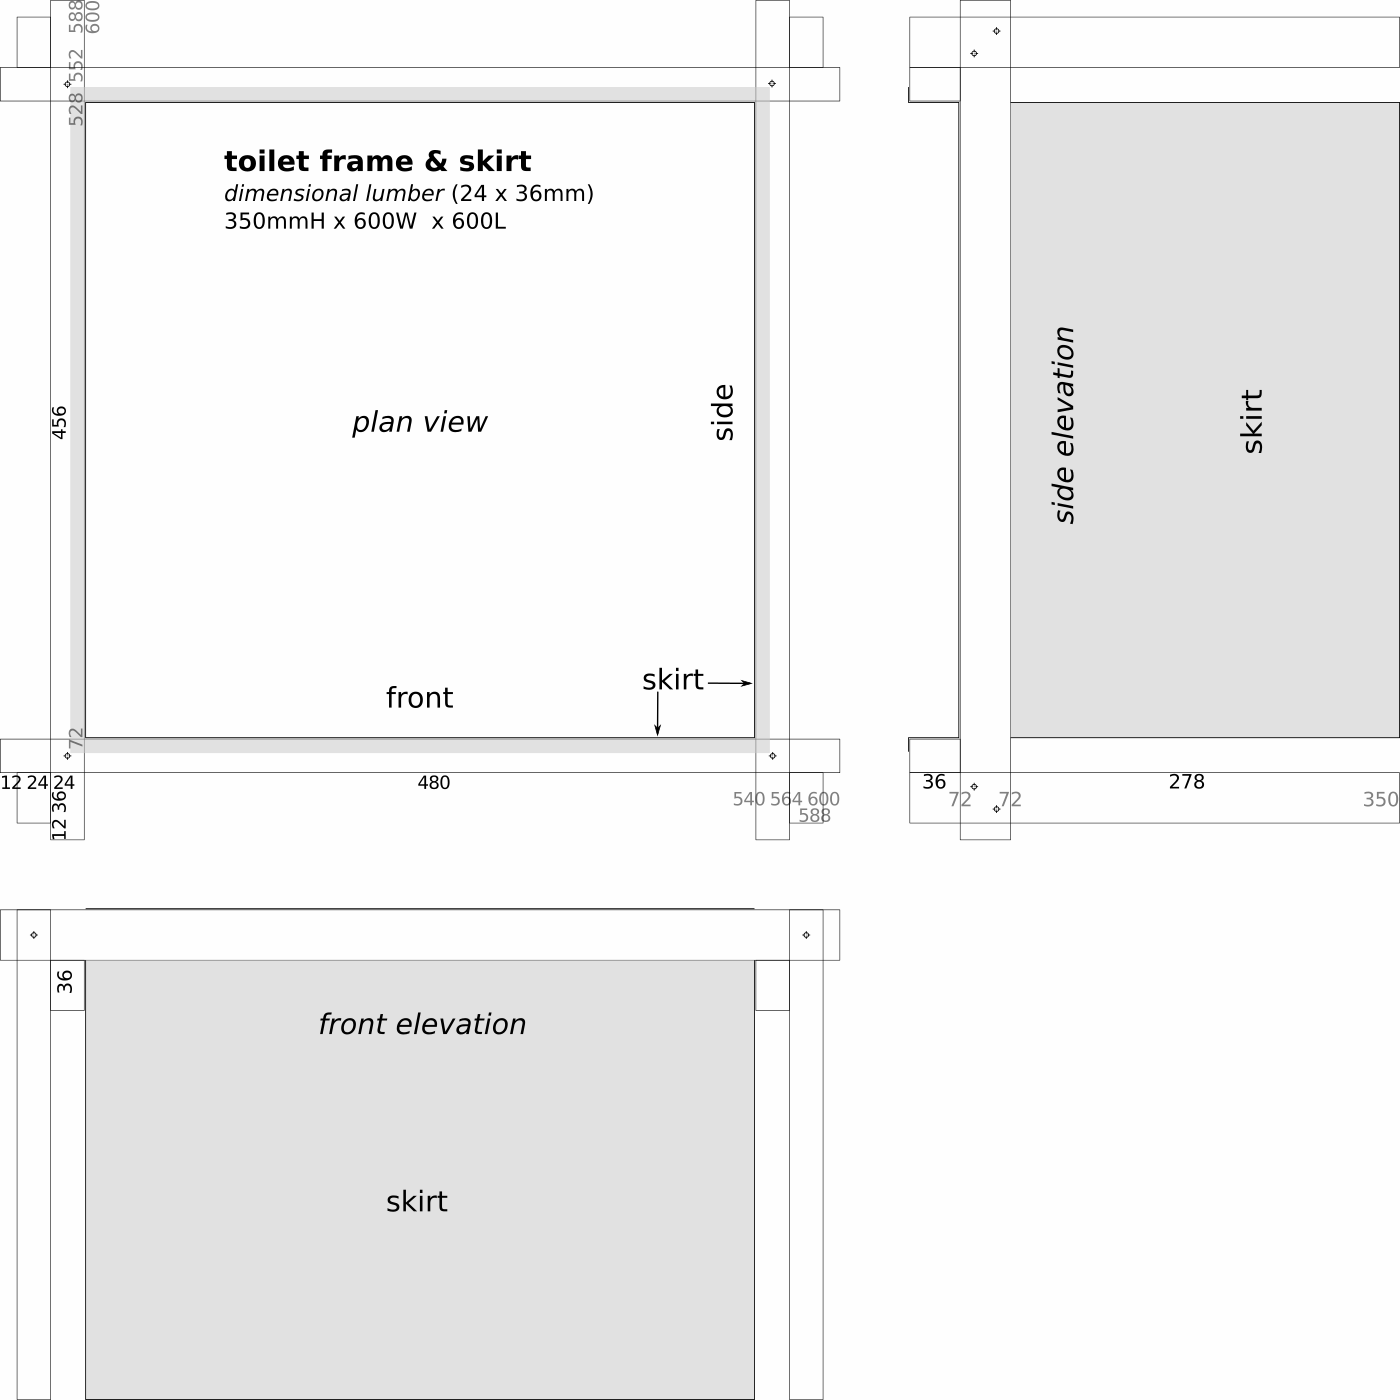 588
600
552
528
toilet frame & skirt
dimensional lumber (24 x 36mm)
350mmH x 600W x 600L
456
plan view
side
side elevation
skirt
front
skirt
72
12 24 24
480
36
278
12 36
540 564 600
588
72 72
350
36
front elevation
skirt